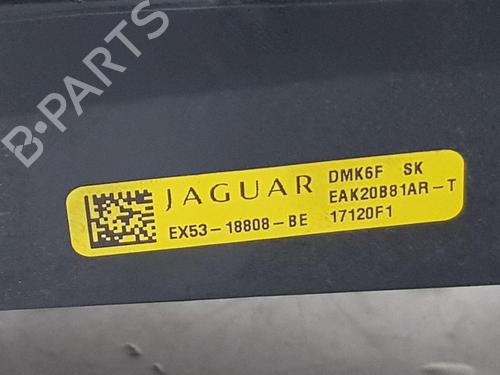 B-PARTS
JAGUAR
EX53-18808-BE
DMK6F SK
EAK20B81AR-T
17120F1